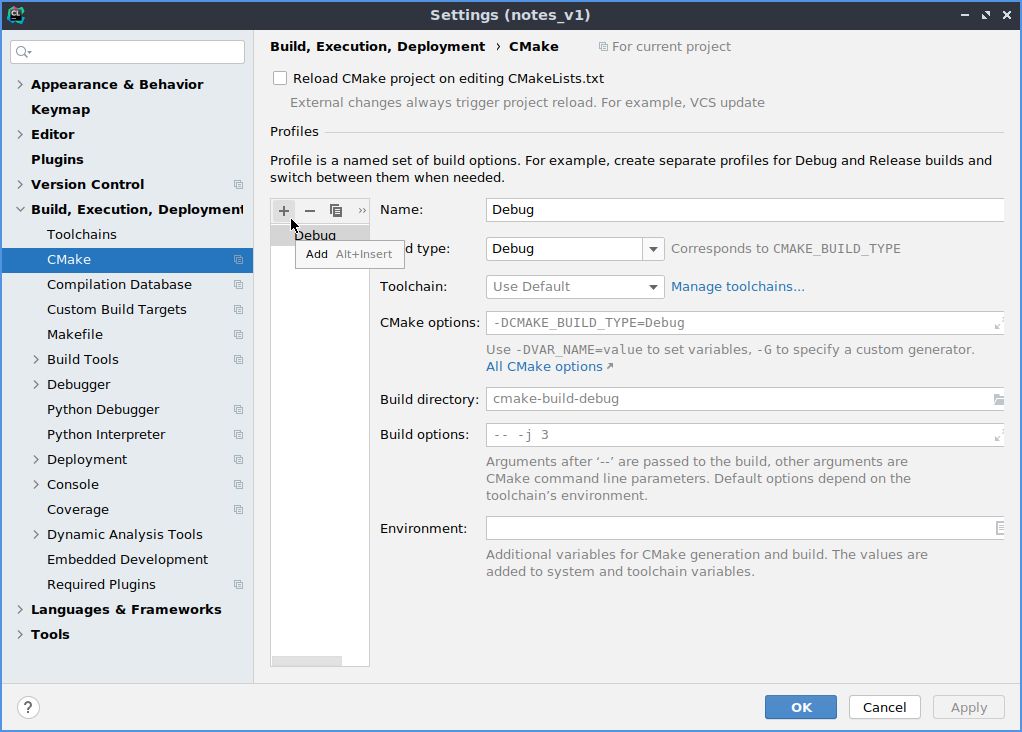 Settings (notes_v1)
Appearance & Behavior
Keymap
Editor
Plugins
Version Control
Build, Execution, Deployment
Toolchains
CMake
Compilation Database
Custom Build Targets
Makefile
Build Tools
Debugger
Python Debugger
Python Interpreter
Deployment
Console
Coverage
Dynamic Analysis Tools
Embedded Development
Required Plugins
Languages & Frameworks
Tools
Build, Execution, Deployment › CMake For current project
Reload CMake project on editing CMakeLists.txt
External changes always trigger project reload. For example, VCS update
Profiles
Profile is a named set of build options. For example, create separate profiles for Debug and Release builds and
switch between them when needed.
Debug
Add Alt+Insert
Name: Debug
type: Debug Corresponds to CMAKE_BUILD_TYPE
Toolchain: Use Default Manage toolchains...
CMake options: -DCMAKE_BUILD_TYPE=Debug
Use -DVAR_NAME=value to set variables, -G to specify a custom generator.
All CMake options ↗
Build directory: cmake-build-debug
Build options: -- -j 3
Arguments after ‘--’ are passed to the build, other arguments are
CMake command line parameters. Default options depend on the
toolchain’s environment.
Environment:
Additional variables for CMake generation and build. The values are
added to system and toolchain variables.
? OK Cancel Apply